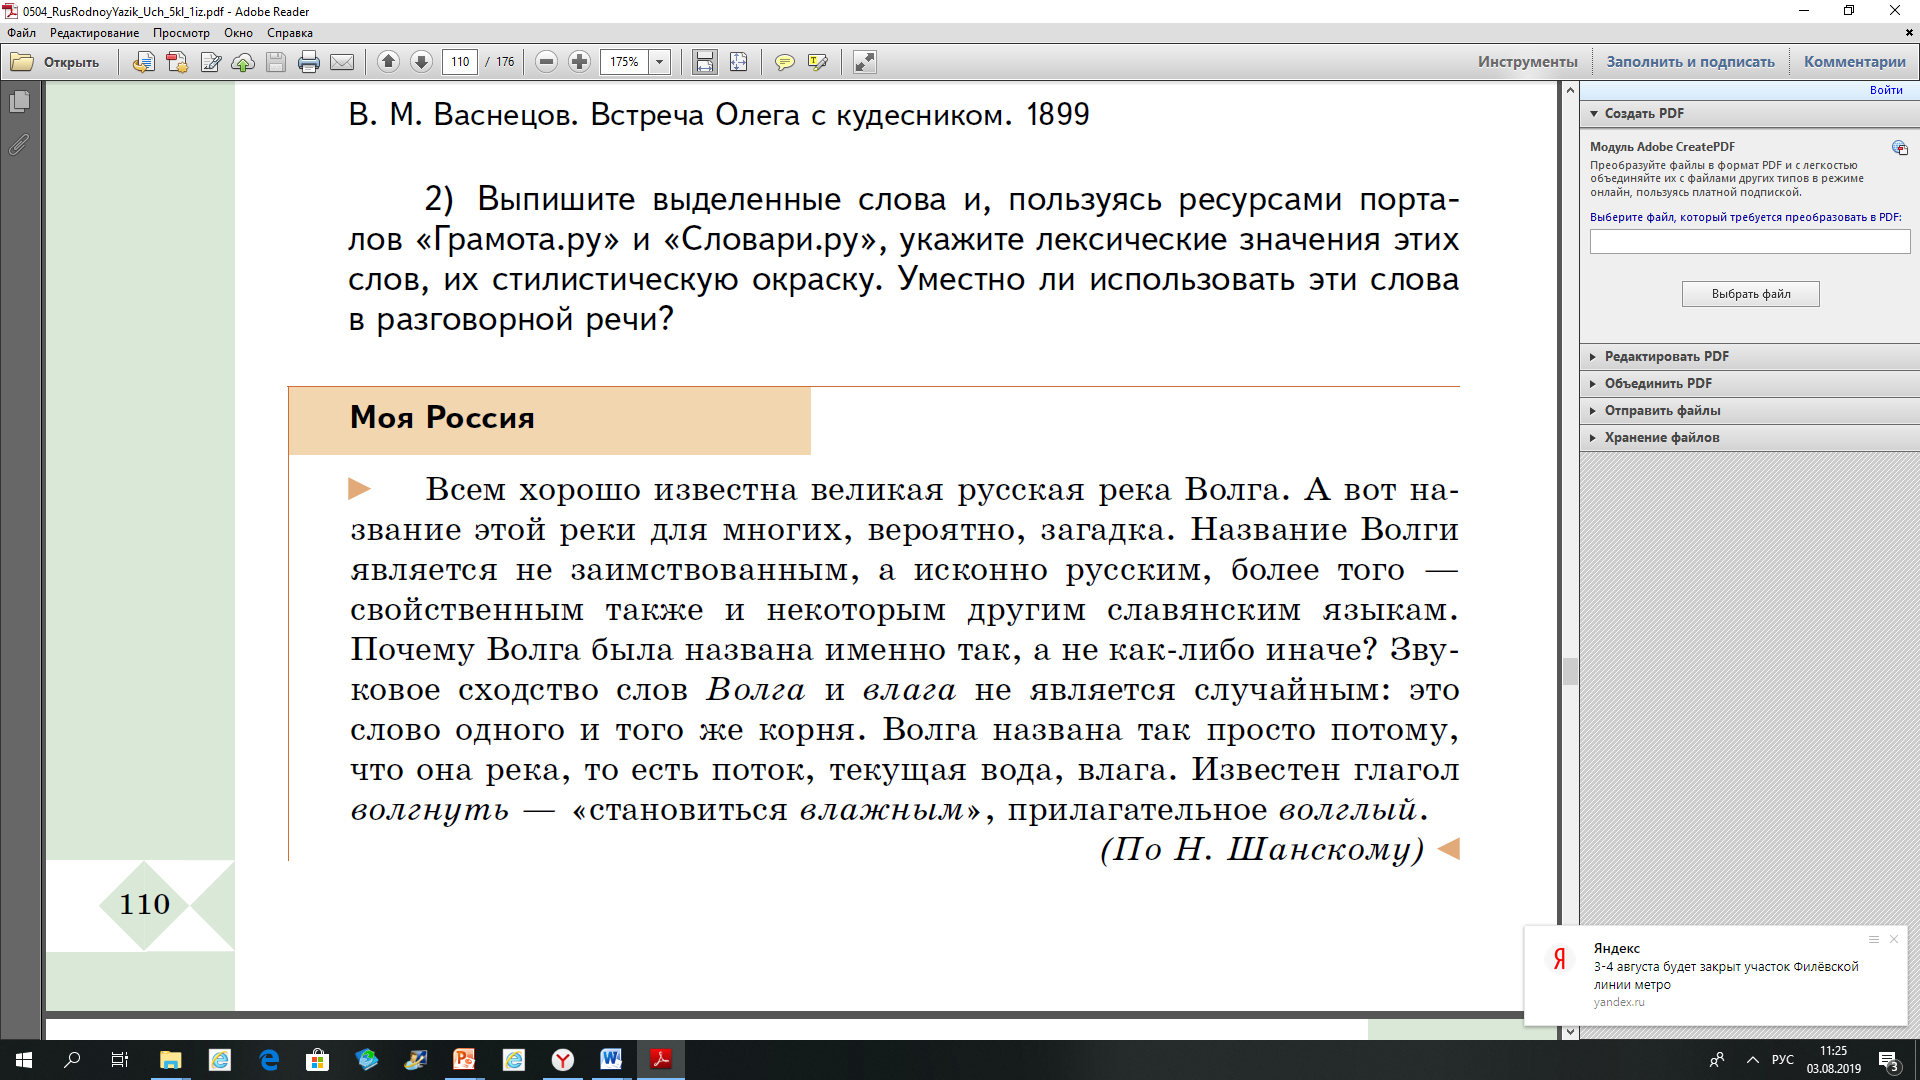 0504_RusRodnoyYazik_Uch_5kl_1iz.pdf - Adobe Reader
Файл Редактирование Просмотр Окно Справка
Открыть 110 / 176 175% Инструменты Заполнить и подписать Комментарии
Войти
Создать PDF
Модуль Adobe CreatePDF
Преобразуйте файлы в формат PDF и с легкостью
объединяйте их с файлами других типов в режиме
онлайн, пользуясь платной подпиской.
Выберите файл, который требуется преобразовать в PDF:
Выбрать файл
Редактировать PDF
Объединить PDF
Отправить файлы
Хранение файлов
В. М. Васнецов. Встреча Олега с кудесником. 1899
2) Выпишите выделенные слова и, пользуясь ресурсами порта-
лов «Грамота.ру» и «Словари.ру», укажите лексические значения этих
слов, их стилистическую окраску. Уместно ли использовать эти слова
в разговорной речи?
Моя Россия
Всем хорошо известна великая русская река Волга. А вот на-
звание этой реки для многих, вероятно, загадка. Название Волги
является не заимствованным, а исконно русским, более того —
свойственным также и некоторым другим славянским языкам.
Почему Волга была названа именно так, а не как-либо иначе? Зву-
ковое сходство слов Волга и влага не является случайным: это
слово одного и того же корня. Волга названа так просто потому,
что она река, то есть поток, текущая вода, влага. Известен глагол
волгнуть — «становиться влажным», прилагательное волглый.
(По Н. Шанскому)
110
Яндекс
3-4 августа будет закрыт участок Филёвской
линии метро
yandex.ru
РУС
11:25
03.08.2019
3